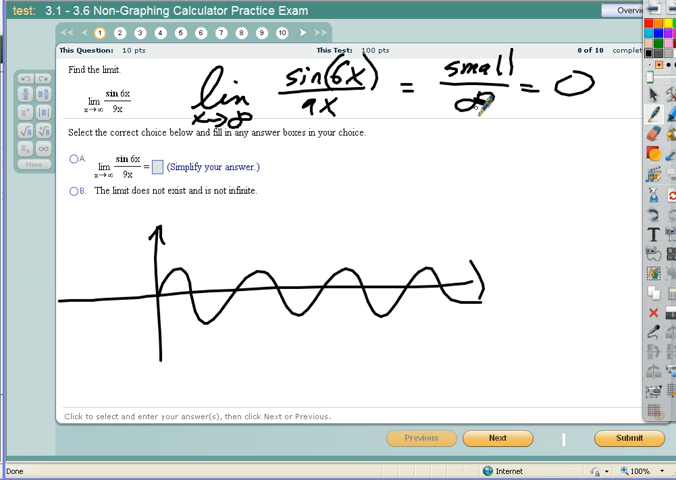 test: 3.1 - 3.6 Non-Graphing Calculator Practice Exam
Overvi
1 2 3 4 5 6 7 8 9 10
This Question: 10 pts
This Test: 100 pts
0 of 10 complet
Find the limit.
lim x→∞ sin 6x / 9x
lim x→∞ sin(6x) / 9x = small / ∞ = 0
Select the correct choice below and fill in any answer boxes in your choice.
A. lim x→∞ sin 6x / 9x = (Simplify your answer.)
B. The limit does not exist and is not infinite.
More
Click to select and enter your answer(s), then click Next or Previous.
Previous
Next
Submit
Done
Internet
100%